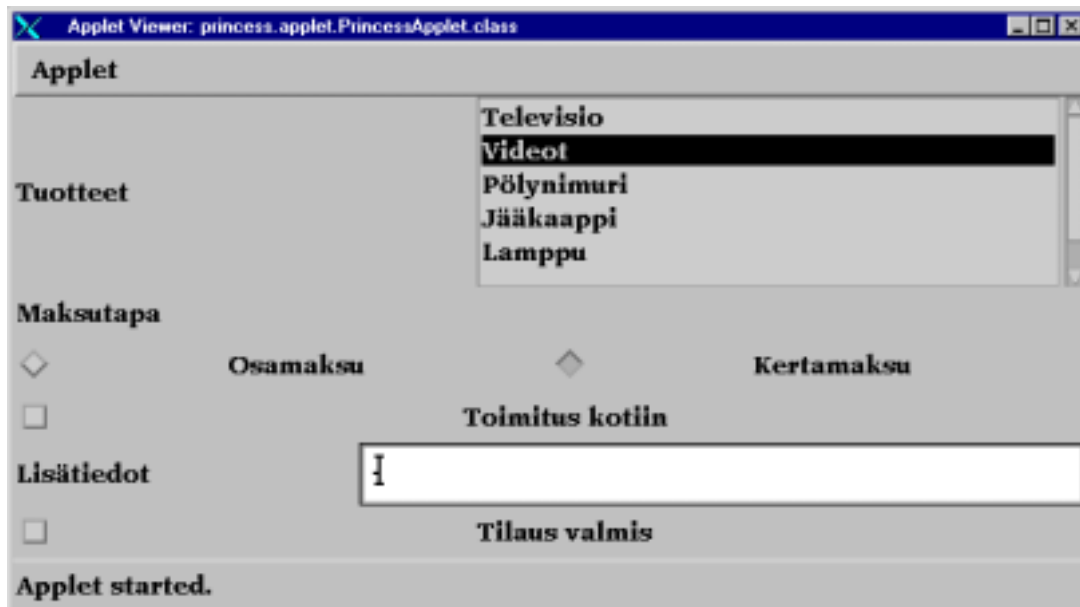 Applet Viewer: princess.applet.PrincessApplet.class
Applet
Tuotteet
Televisio
Videot
Pölynimuri
Jääkaappi
Lamppu
Maksutapa
Osamaksu Kertamaksu
Toimitus kotiin
Lisätiedot
Tilaus valmis
Applet started.